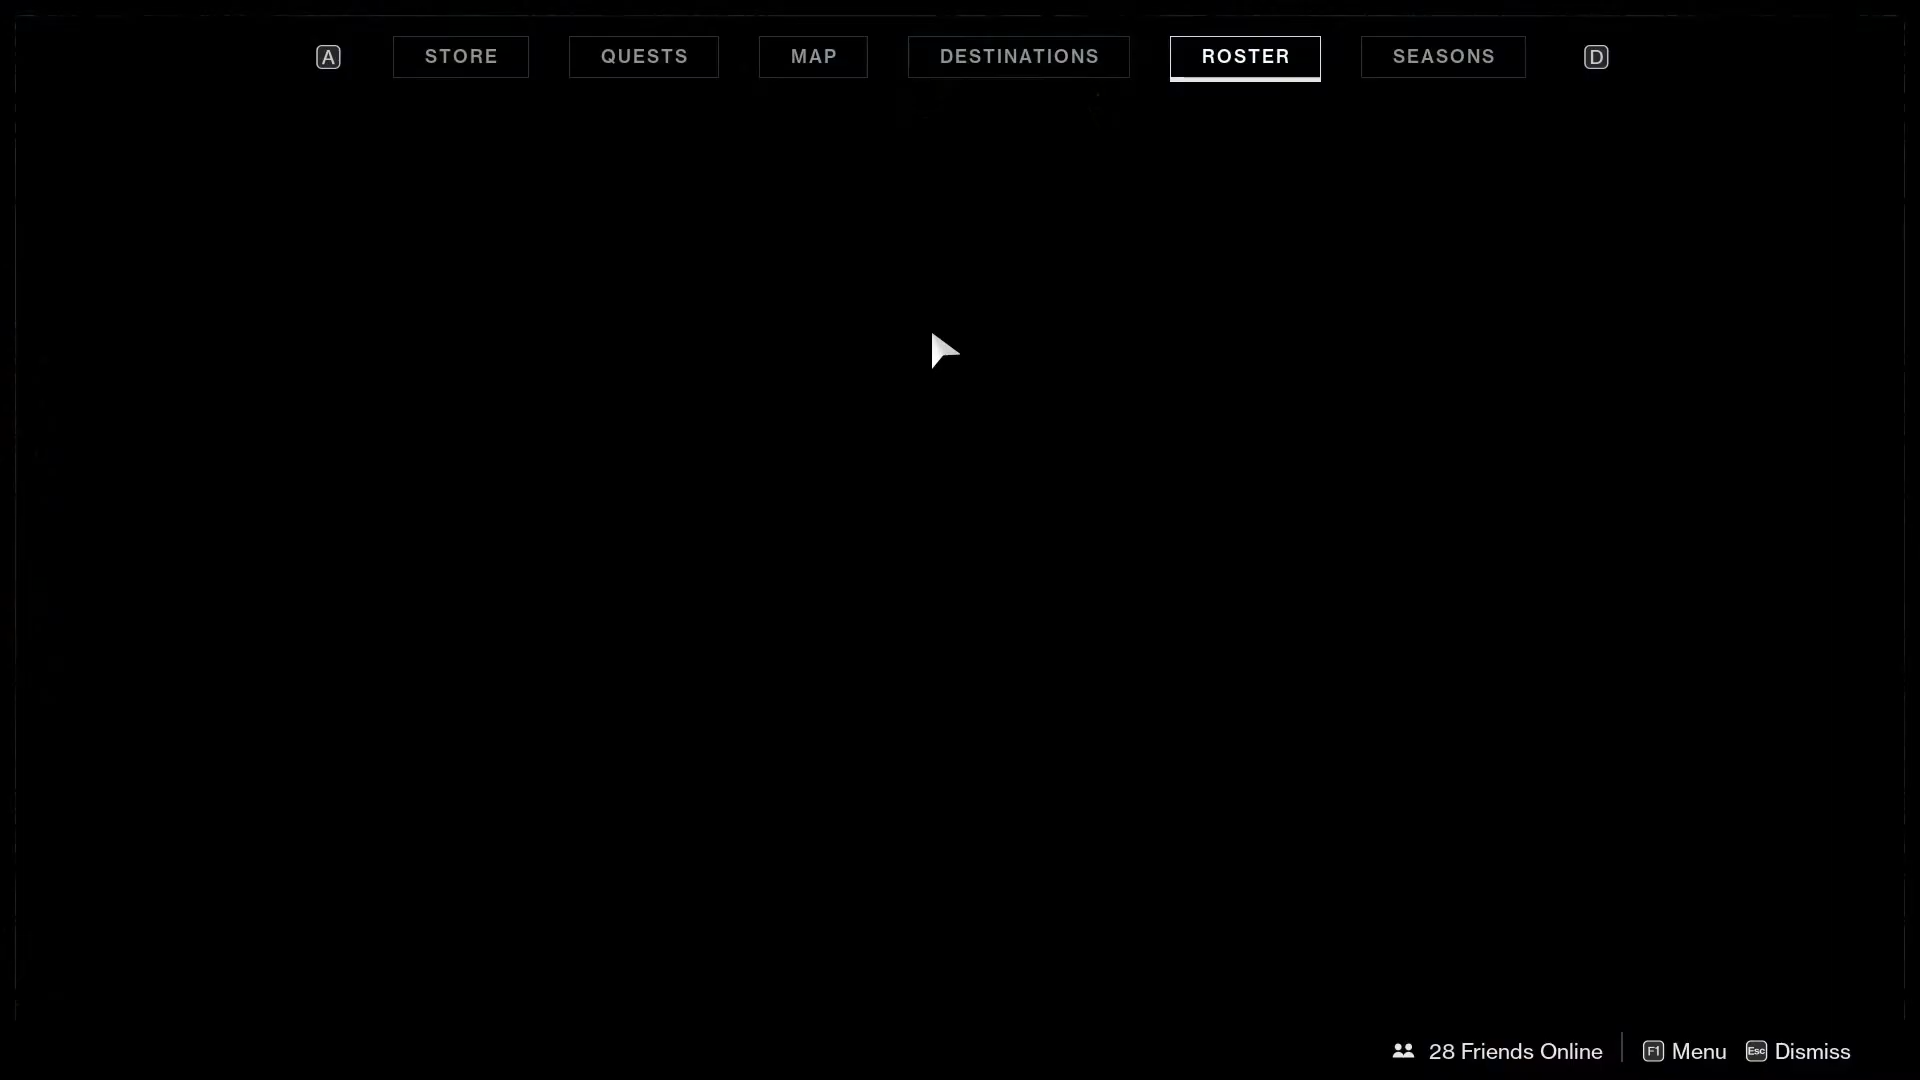 A STORE QUESTS MAP DESTINATIONS ROSTER SEASONS D
28 Friends Online F1 Menu Esc Dismiss